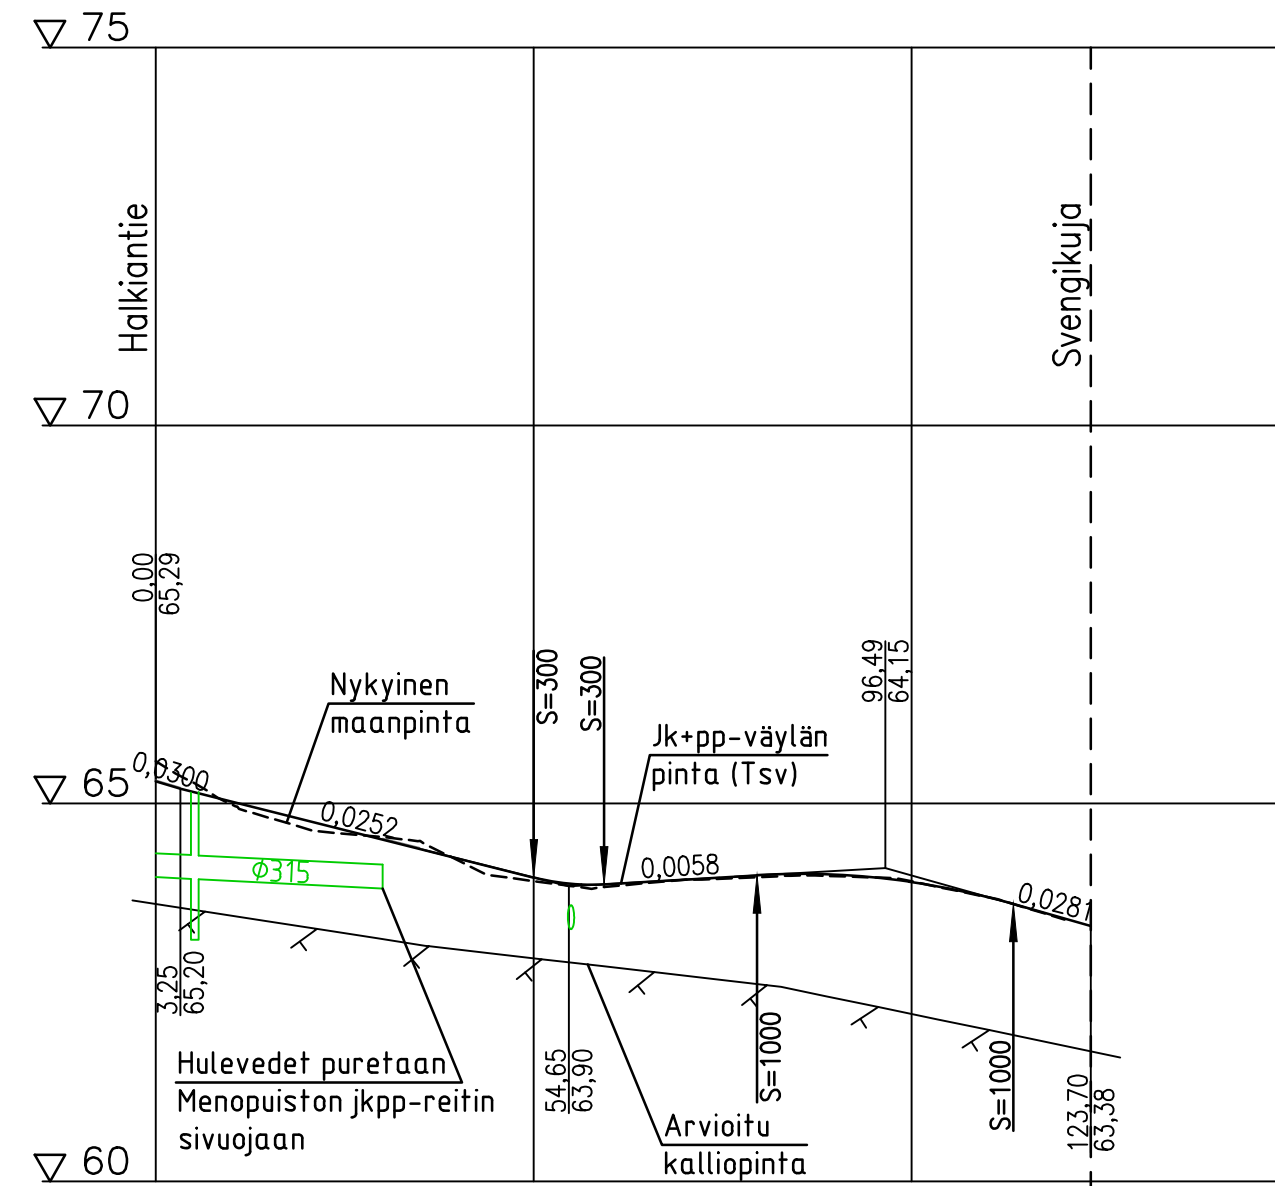 75
Halkiantie
Svengikuja
70
0,00
65,29
Nykyinen
maanpinta
S=300
S=300
Jk+pp-väylän
pinta (Tsv)
96,49
64,15
65
0,0300
0,0252
0,0058
0,0281
Φ315
3,25
65,20
Hulevedet puretaan
Menopuiston jkpp-reitin
sivuojaan
54,65
63,90
Arvioitu
kalliopinta
S=1000
S=1000
123,70
63,38
60